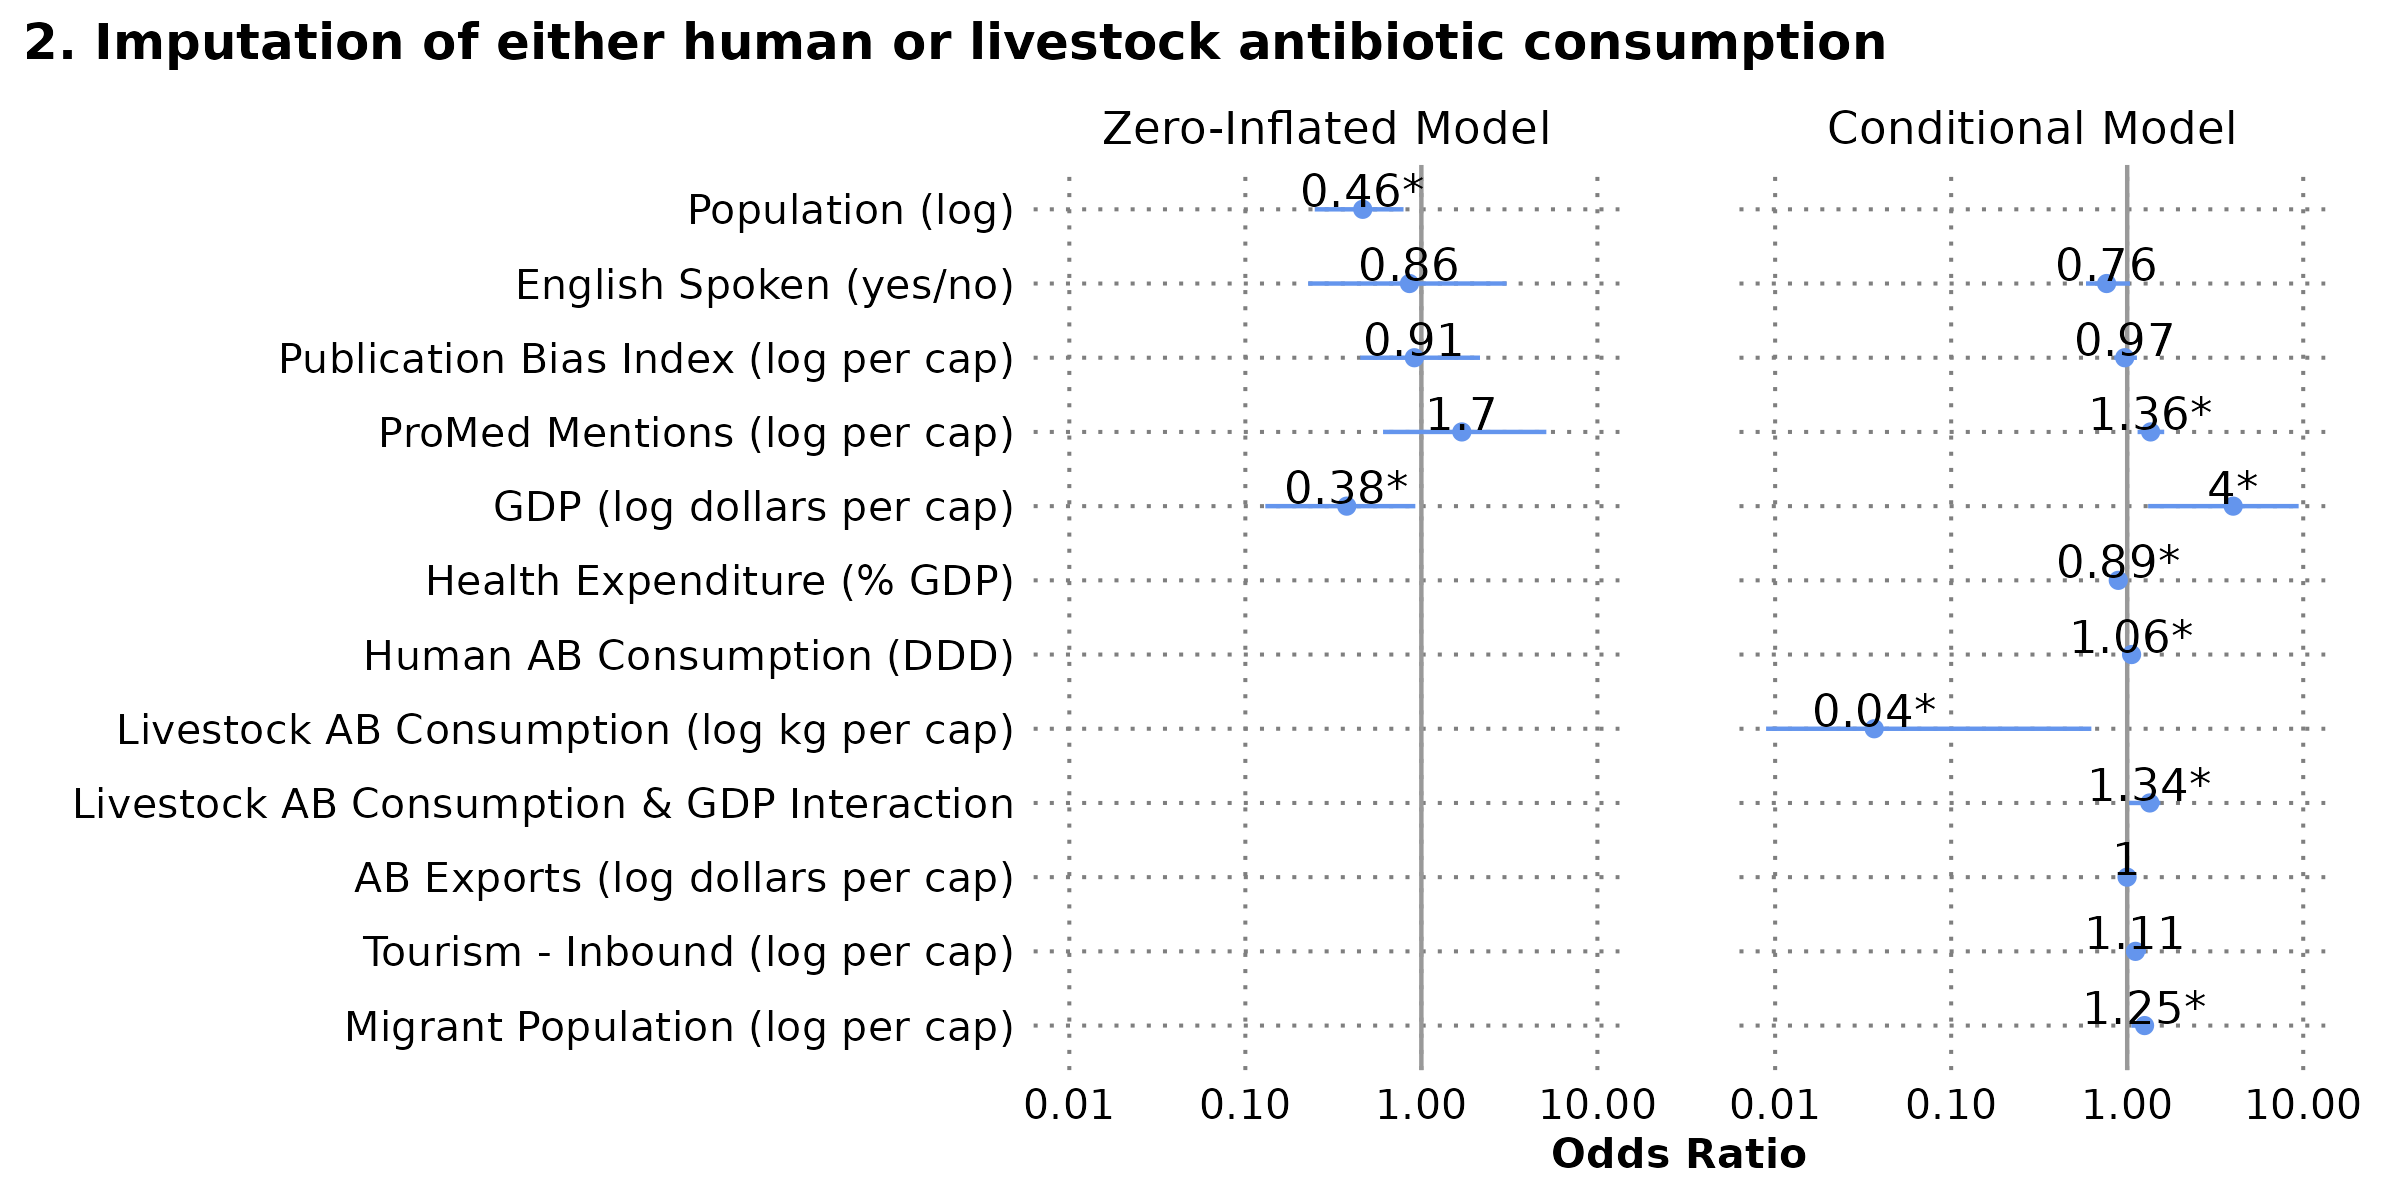 2. Imputation of either human or livestock antibiotic consumption
Zero-Inflated Model Conditional Model
Population (log) 0.46*
English Spoken (yes/no) 0.86 0.76
Publication Bias Index (log per cap) 0.91 0.97
ProMed Mentions (log per cap) 1.7 1.36*
GDP (log dollars per cap) 0.38* 4*
Health Expenditure (% GDP) 0.89*
Human AB Consumption (DDD) 1.06*
Livestock AB Consumption (log kg per cap) 0.04*
Livestock AB Consumption & GDP Interaction 1.34*
AB Exports (log dollars per cap) 1
Tourism - Inbound (log per cap) 1.11
Migrant Population (log per cap) 1.25*
0.01 0.10 1.00 10.00 0.01 0.10 1.00 10.00
Odds Ratio